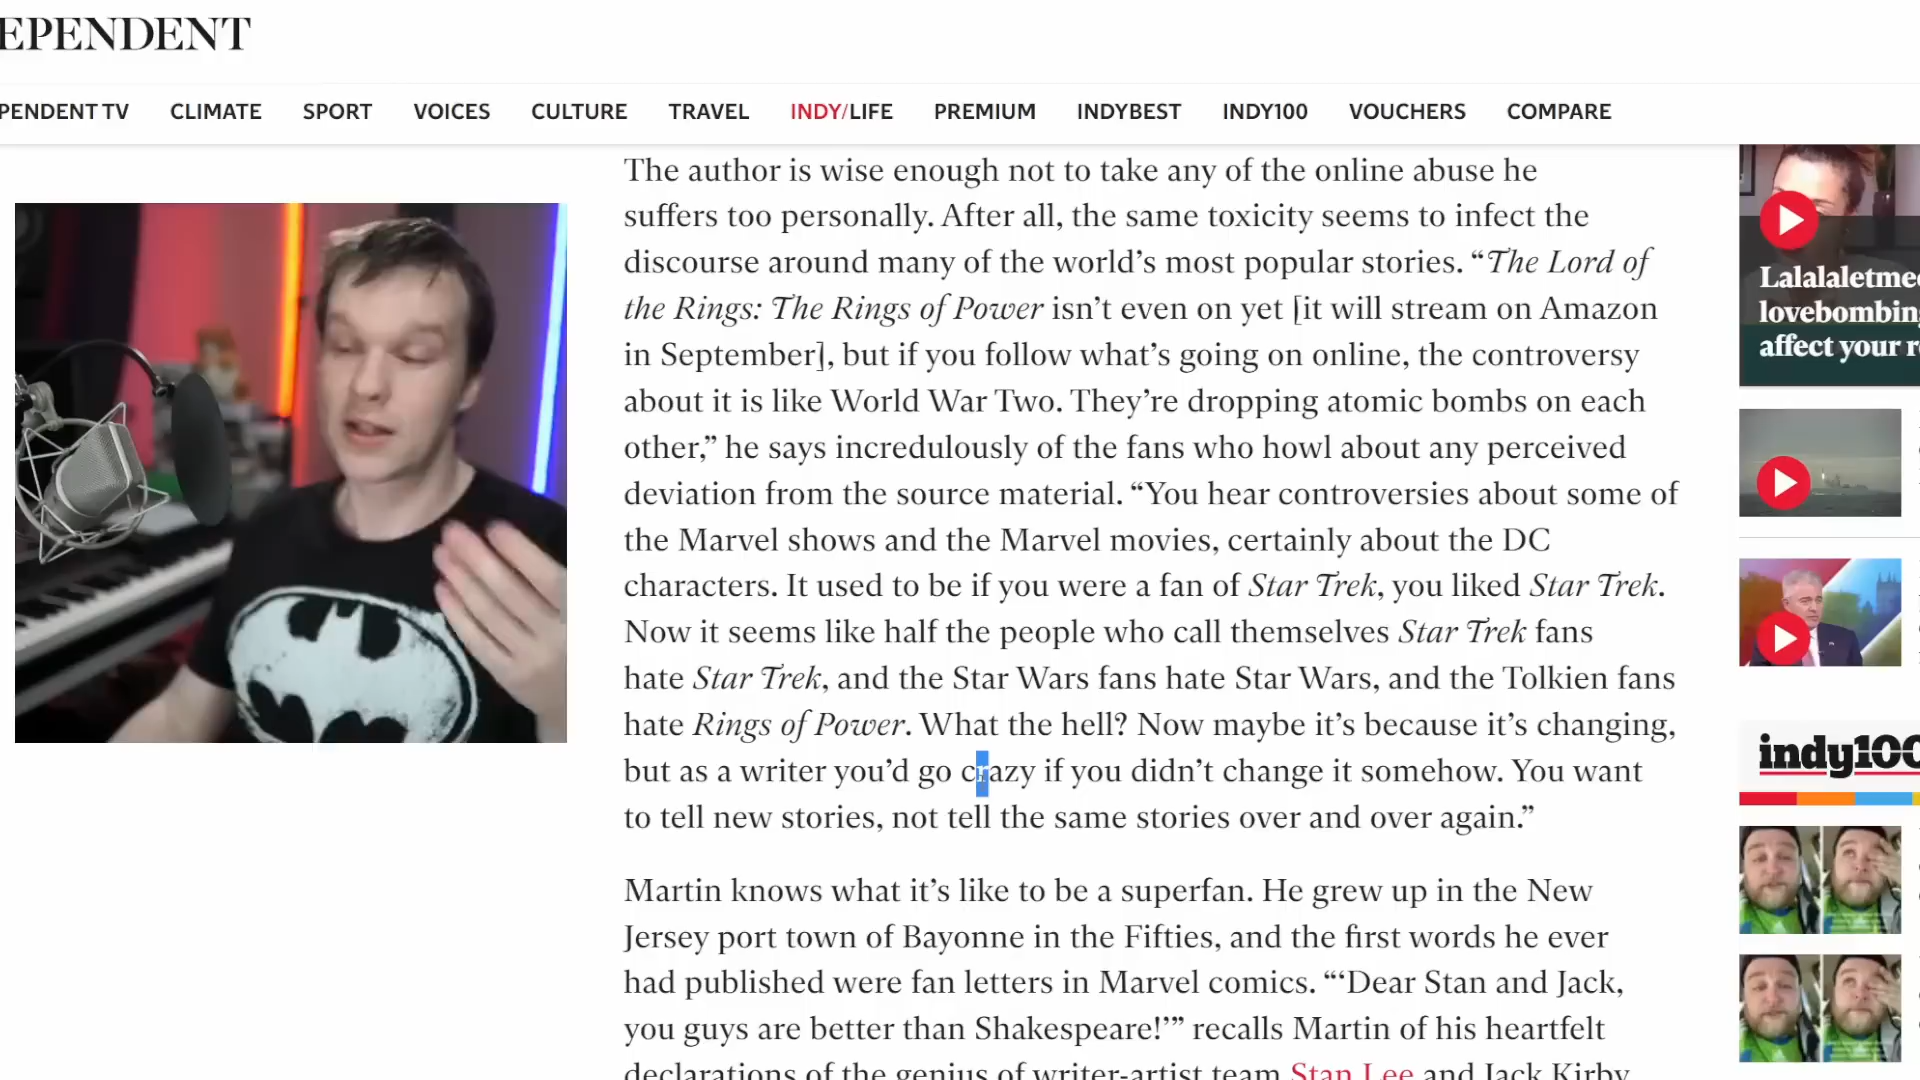 EPENDENT
PENDENT TV CLIMATE SPORT VOICES CULTURE TRAVEL INDY/LIFE PREMIUM INDYBEST INDY100 VOUCHERS COMPARE
The author is wise enough not to take any of the online abuse he
suffers too personally. After all, the same toxicity seems to infect the
discourse around many of the world’s most popular stories. “The Lord of
the Rings: The Rings of Power isn’t even on yet [it will stream on Amazon
in September], but if you follow what’s going on online, the controversy
about it is like World War Two. They’re dropping atomic bombs on each
other,” he says incredulously of the fans who howl about any perceived
deviation from the source material. “You hear controversies about some of
the Marvel shows and the Marvel movies, certainly about the DC
characters. It used to be if you were a fan of Star Trek, you liked Star Trek.
Now it seems like half the people who call themselves Star Trek fans
hate Star Trek, and the Star Wars fans hate Star Wars, and the Tolkien fans
hate Rings of Power. What the hell? Now maybe it’s because it’s changing,
but as a writer you’d go crazy if you didn’t change it somehow. You want
to tell new stories, not tell the same stories over and over again.”
Martin knows what it’s like to be a superfan. He grew up in the New
Jersey port town of Bayonne in the Fifties, and the first words he ever
had published were fan letters in Marvel comics. “‘Dear Stan and Jack,
you guys are better than Shakespeare!’” recalls Martin of his heartfelt
declarations of the genius of writer-artist team Stan Lee and Jack Kirby
Lalalaletme
lovebombing
affect your r
indy100